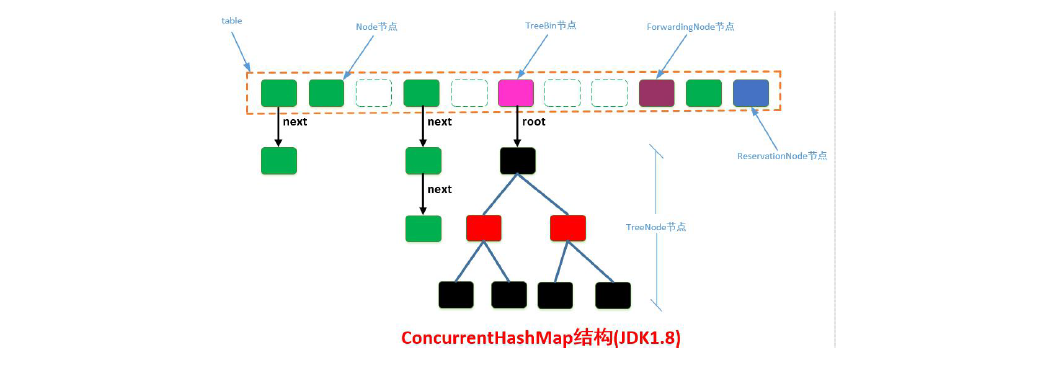 table
Node节点
TreeBin节点
ForwardingNode节点
next
next
root
ReservationNode节点
next
TreeNode节点
ConcurrentHashMap结构(JDK1.8)